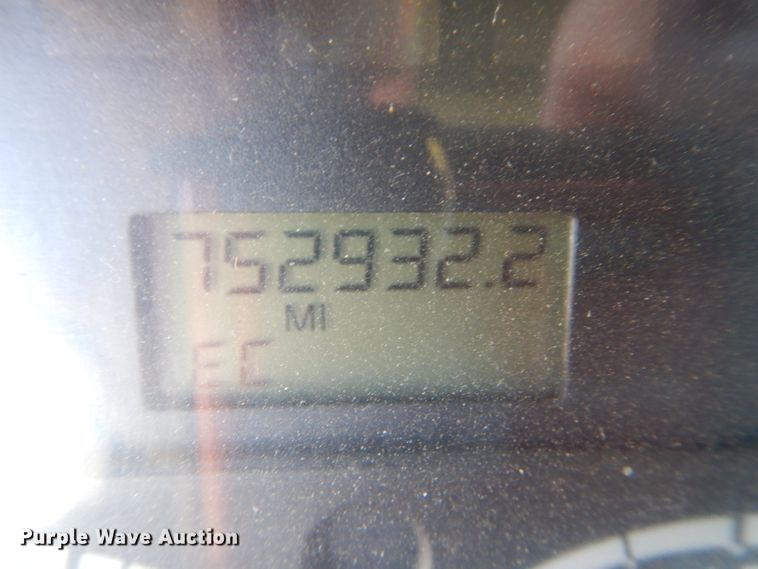 752932.2
MI
EC
Purple Wave Auction